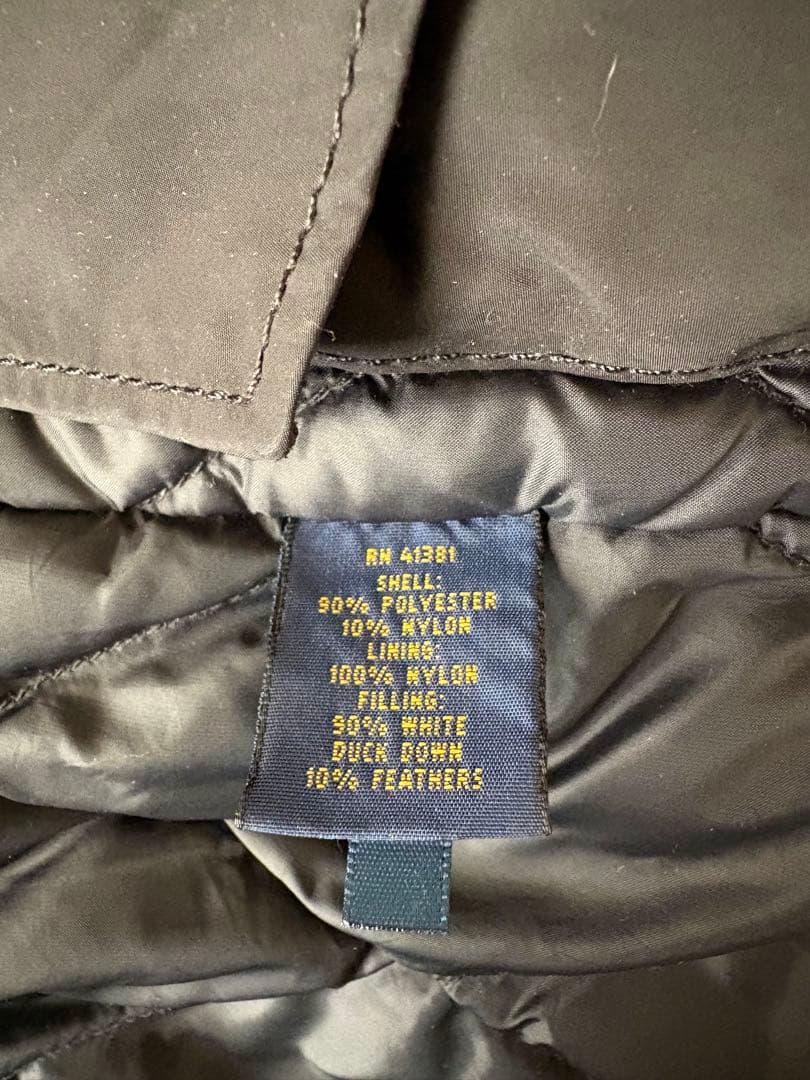 RN 41381
SHELL:
90% POLYESTER
10% NYLON
LINING:
100% NYLON
FILLING:
90% WHITE
DUCK DOWN
10% FEATHERS